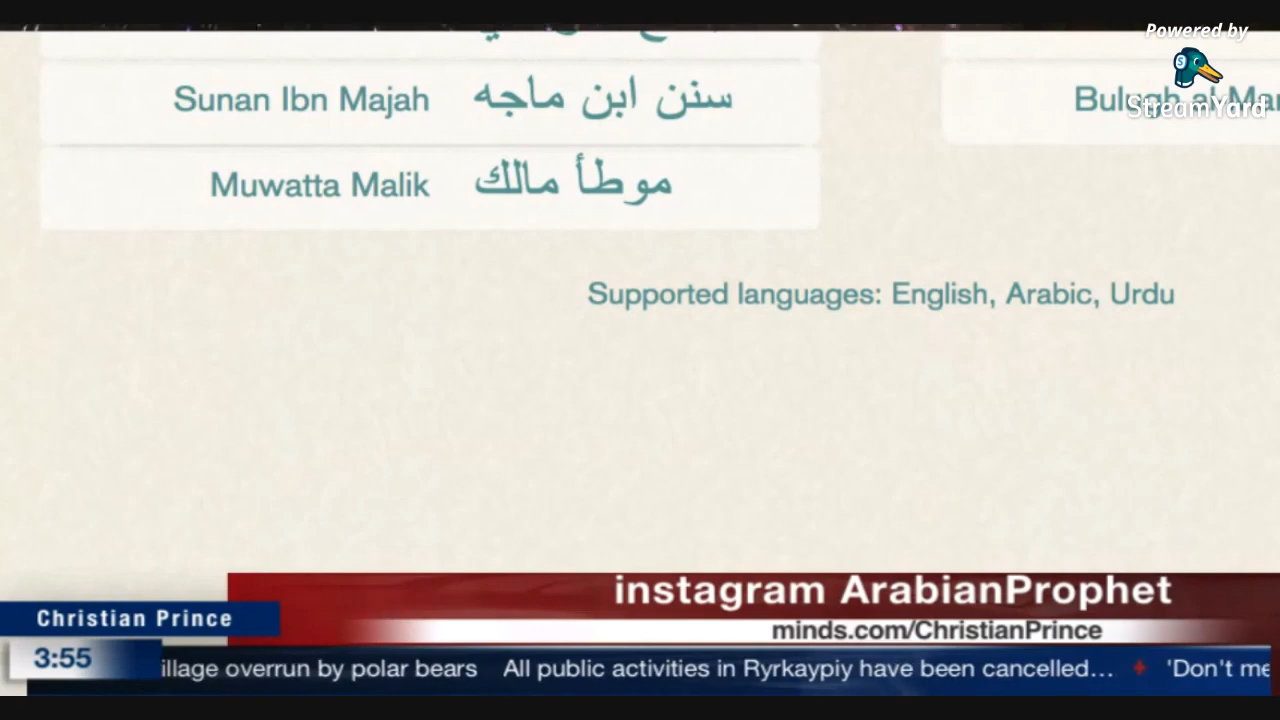 Powered by
StreamYard
Sunan Ibn Majah سنن ابن ماجه
Muwatta Malik موطأ مالك
Supported languages: English, Arabic, Urdu
instagram ArabianProphet
Christian Prince
minds.com/ChristianPrince
3:55
illage overrun by polar bears All public activities in Ryrkaypiy have been cancelled... 'Don't me